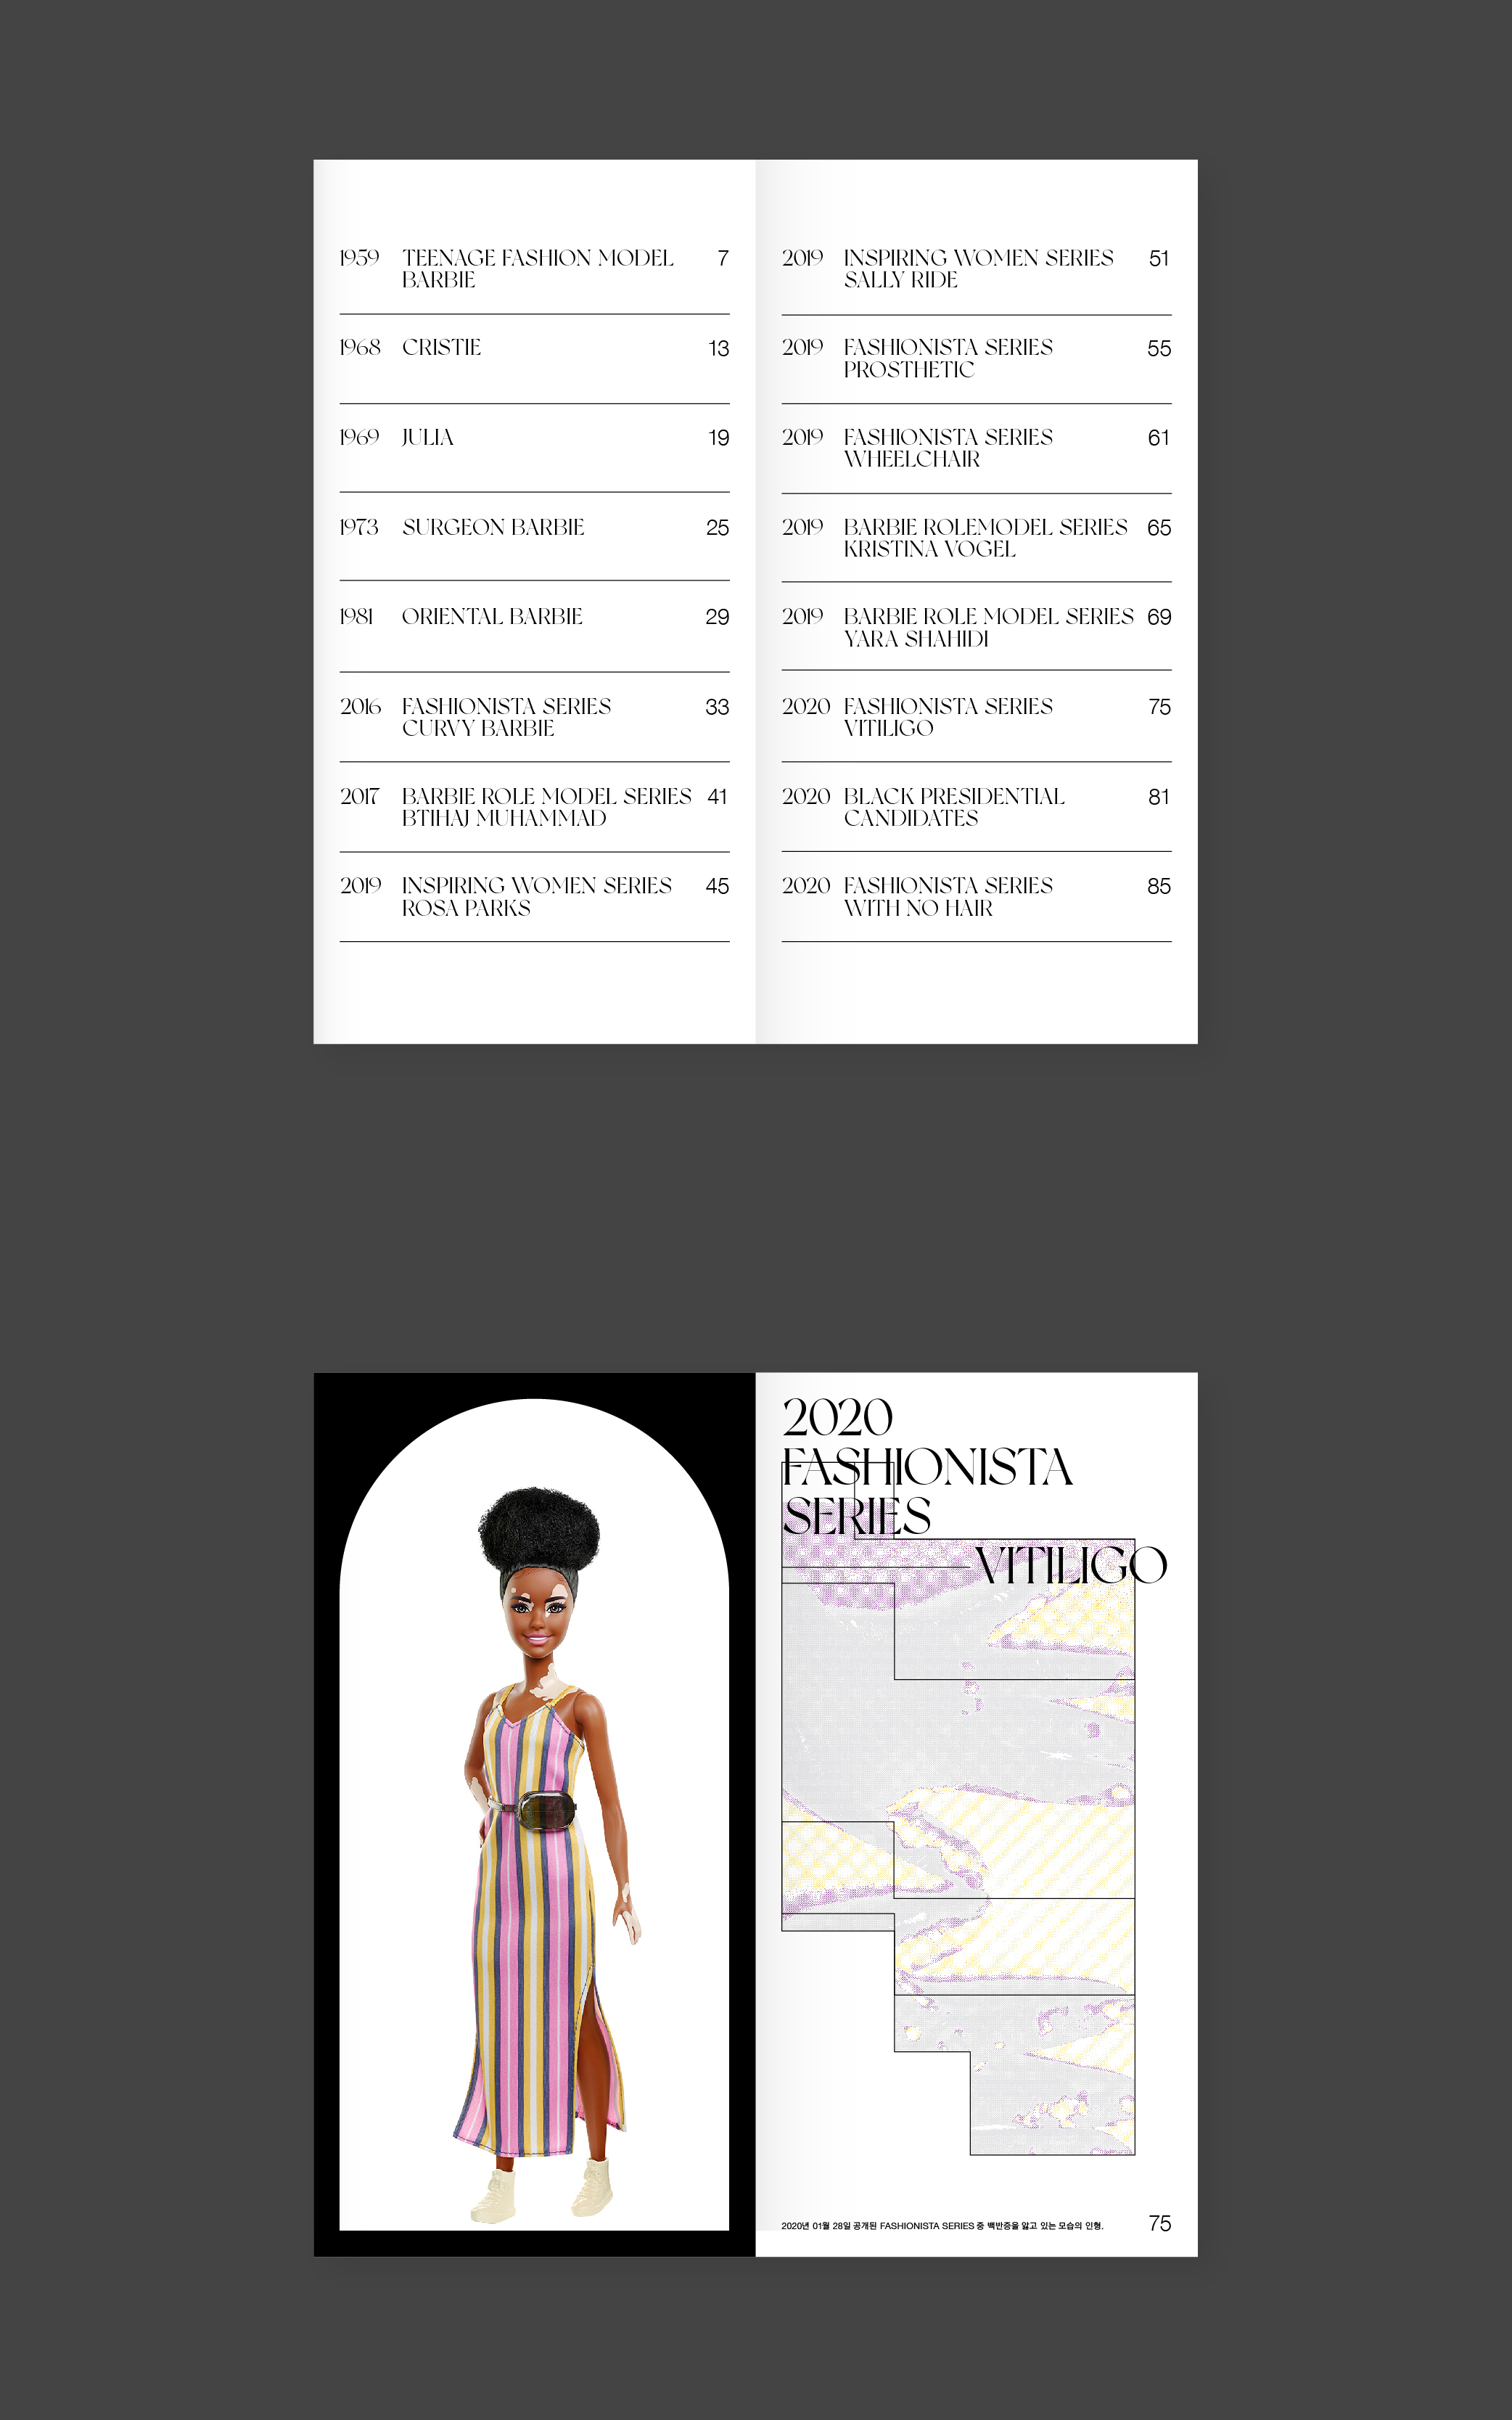 1959 TEENAGE FASHION MODEL 7
BARBIE
1968 CRISTIE 13
1969 JULIA 19
1973 SURGEON BARBIE 25
1981 ORIENTAL BARBIE 29
2016 FASHIONISTA SERIES 33
CURVY BARBIE
2017 BARBIE ROLE MODEL SERIES 41
BTIHAJ MUHAMMAD
2019 INSPIRING WOMEN SERIES 45
ROSA PARKS
2019 INSPIRING WOMEN SERIES 51
SALLY RIDE
2019 FASHIONISTA SERIES 55
PROSTHETIC
2019 FASHIONISTA SERIES 61
WHEELCHAIR
2019 BARBIE ROLEMODEL SERIES 65
KRISTINA VOGEL
2019 BARBIE ROLE MODEL SERIES 69
YARA SHAHIDI
2020 FASHIONISTA SERIES 75
VITILIGO
2020 BLACK PRESIDENTIAL 81
CANDIDATES
2020 FASHIONISTA SERIES 85
WITH NO HAIR
2020
FASHIONISTA
SERIES
VITILIGO
2020년 01월 28일 공개된 FASHIONISTA SERIES 중 백반증을 앓고 있는 모습의 인형. 75